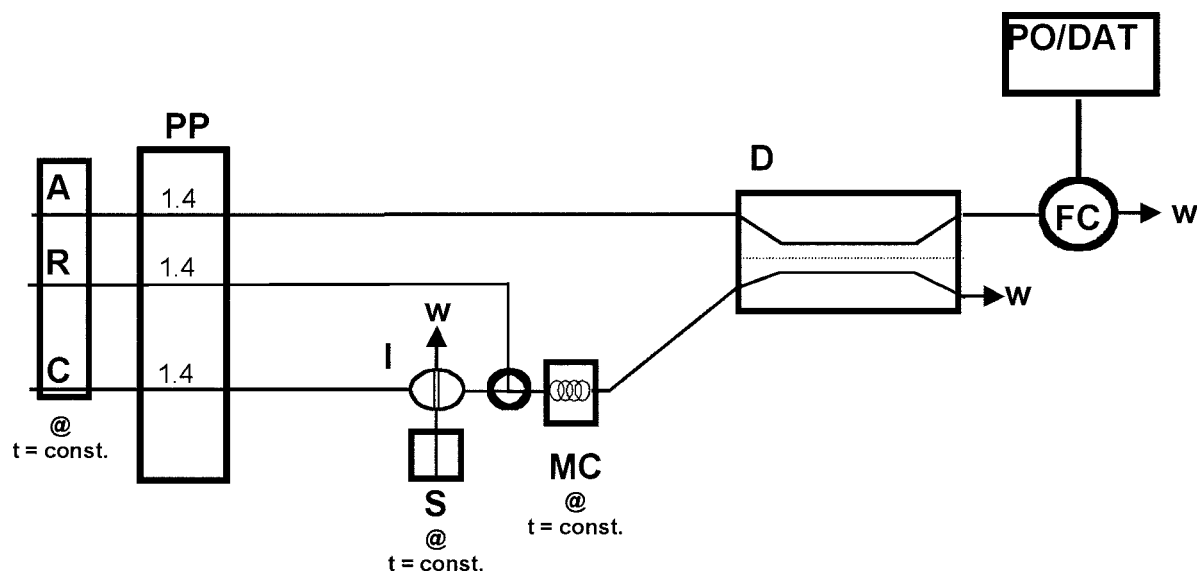 PO/DAT
PP
D
A
1.4
FC
w
R
1.4
w
w
I
C
1.4
@
t = const.
S
@
t = const.
MC
@
t = const.